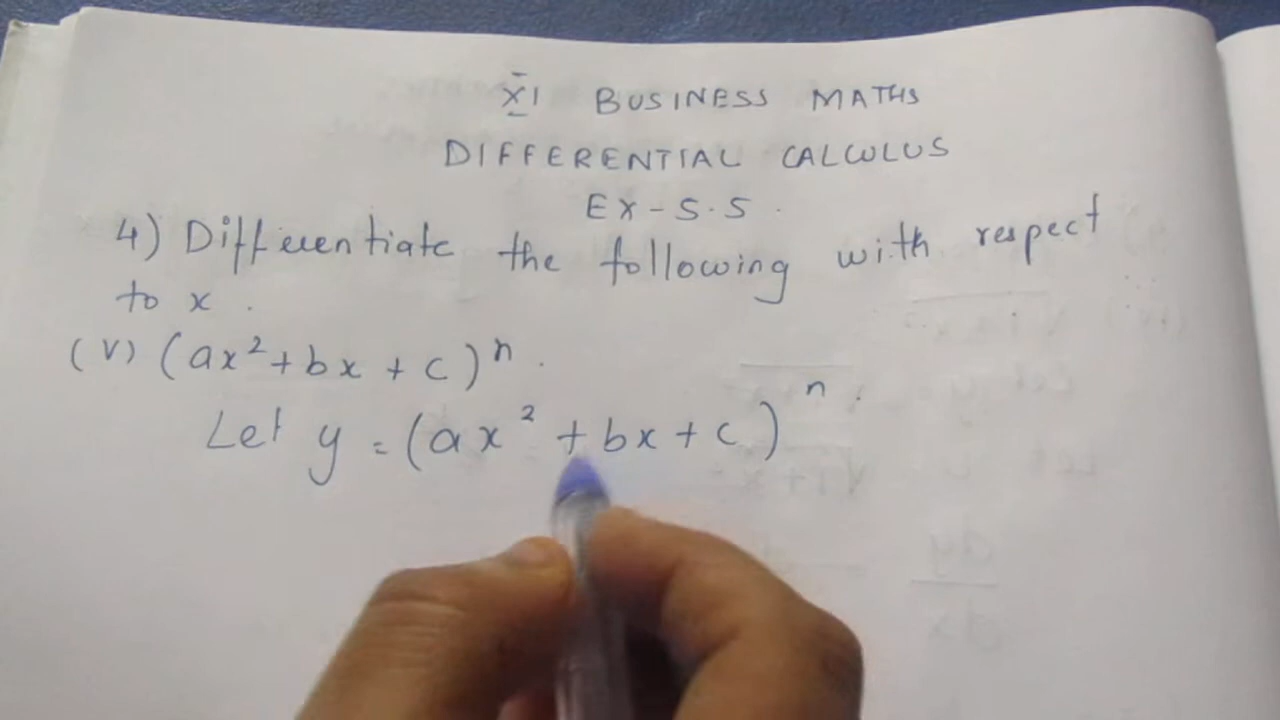 XI BUSINESS MATHS
DIFFERENTIAL CALCULUS
EX-5.5.
4) Differentiate the following with respect
to x.
(V) (ax²+bx+c)ⁿ.
Let y = (ax²+bx+c)ⁿ.